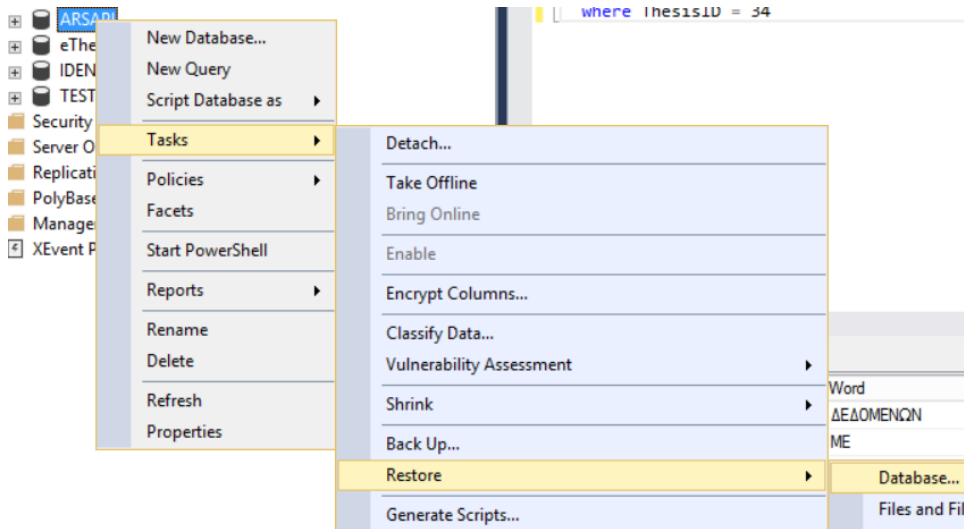 ARSAPI
eThe
IDEN
TEST
Security
Server O
Replicati
PolyBase
Manage
XEvent P
New Database...
New Query
Script Database as
Tasks
Policies
Facets
Start PowerShell
Reports
Rename
Delete
Refresh
Properties
where ThesisID = 34
Detach...
Take Offline
Bring Online
Enable
Encrypt Columns...
Classify Data...
Vulnerability Assessment
Shrink
Back Up...
Restore
Generate Scripts...
Word
ΔΕΔΟΜΕΝΩΝ
ΜΕ
Database...
Files and Fil